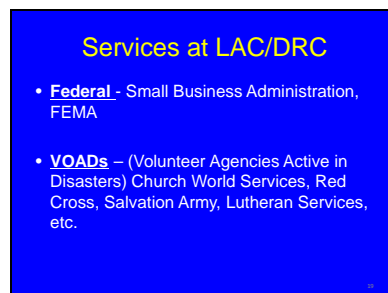 Services at LAC/DRC
• Federal - Small Business Administration,
FEMA
• VOADs – (Volunteer Agencies Active in
Disasters) Church World Services, Red
Cross, Salvation Army, Lutheran Services,
etc.